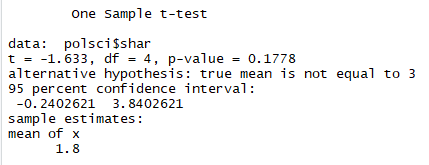 One Sample t-test
data: polsci$shar
t = -1.633, df = 4, p-value = 0.1778
alternative hypothesis: true mean is not equal to 3
95 percent confidence interval:
-0.2402621 3.8402621
sample estimates:
mean of x
1.8